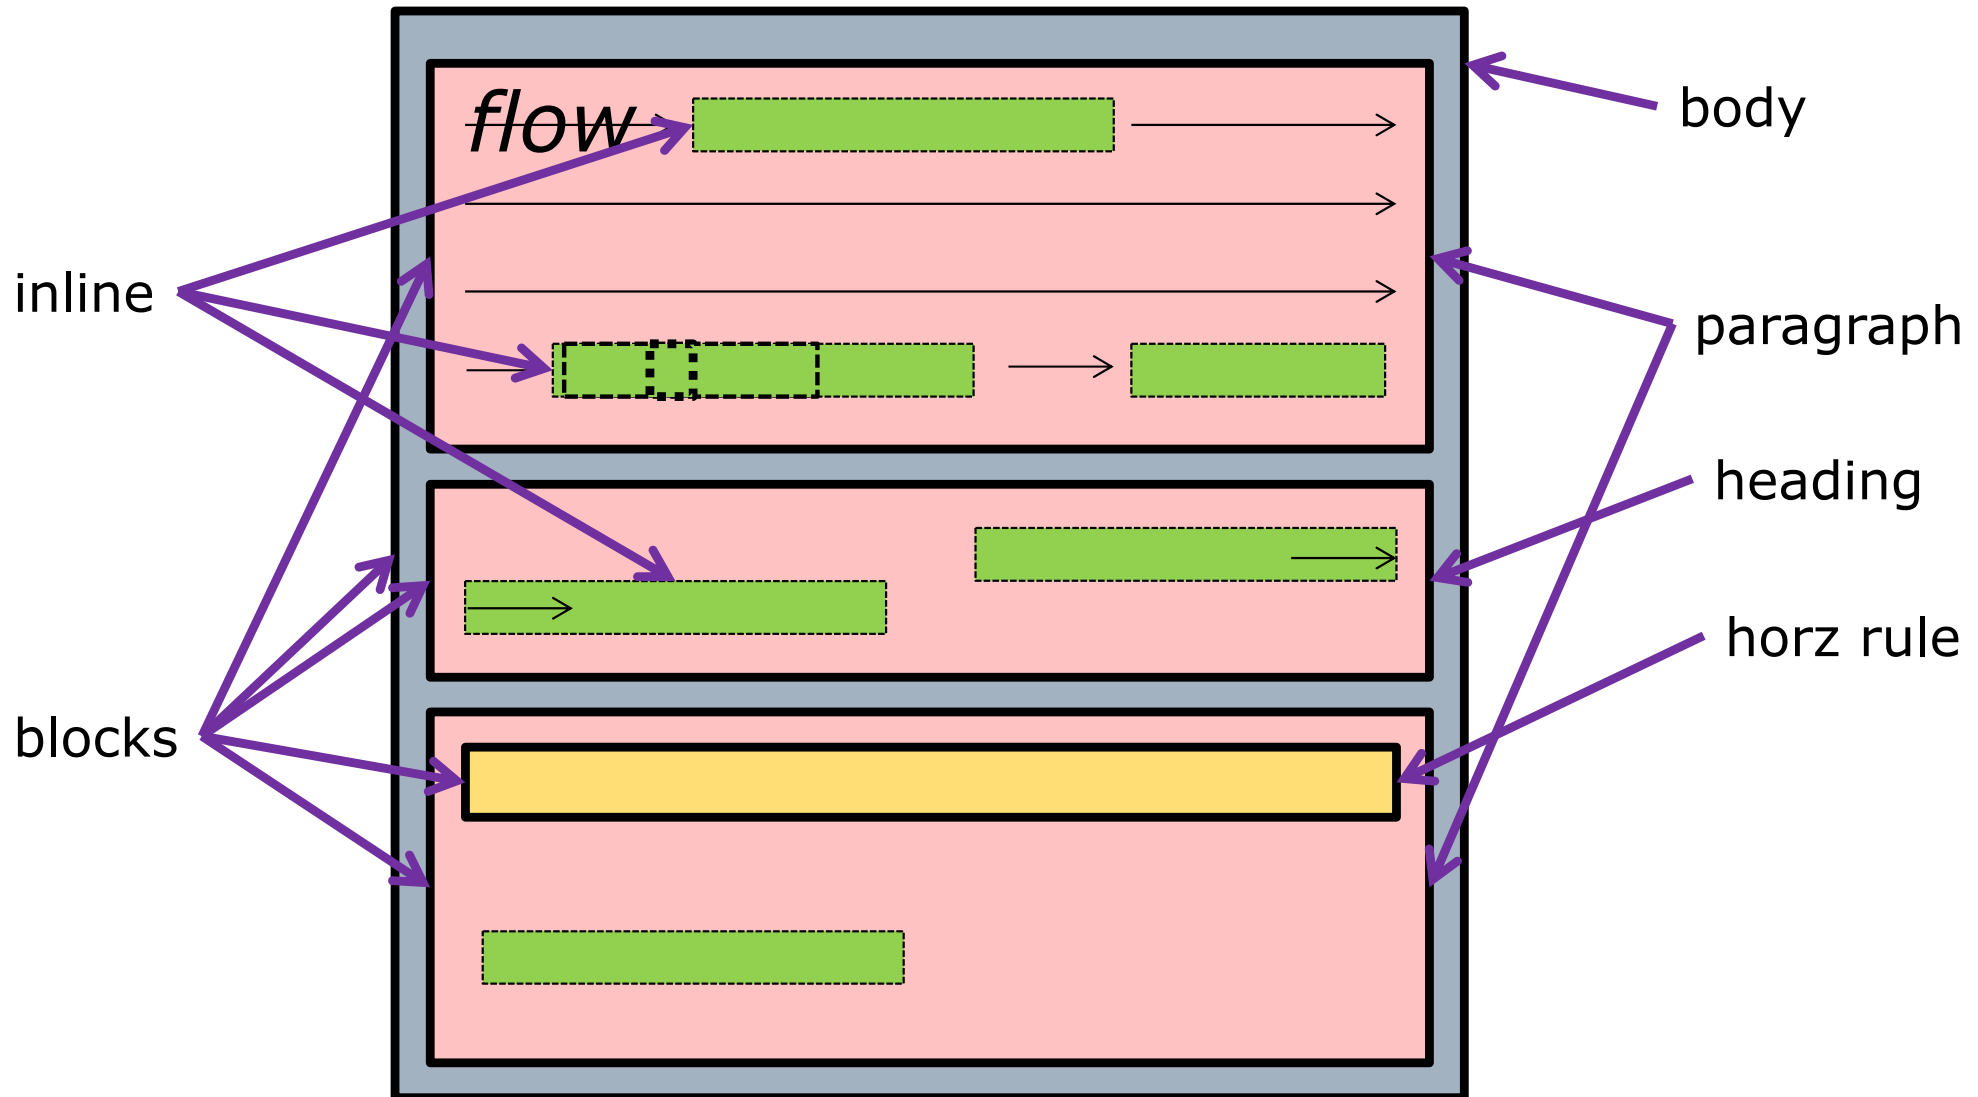 flow
body
inline
paragraph
heading
horz rule
blocks